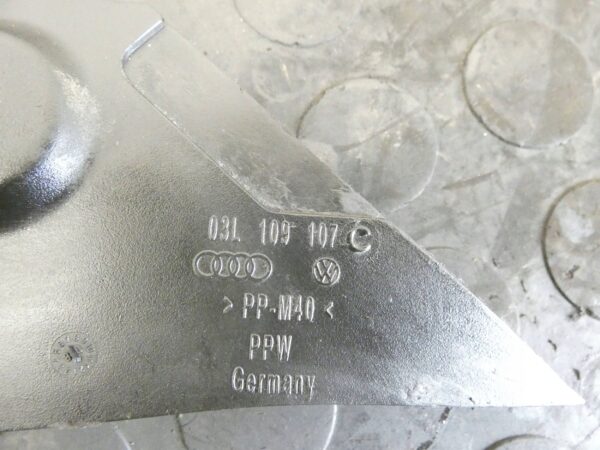 03L 109 107 C
> PP-M40 <
PPW
Germany